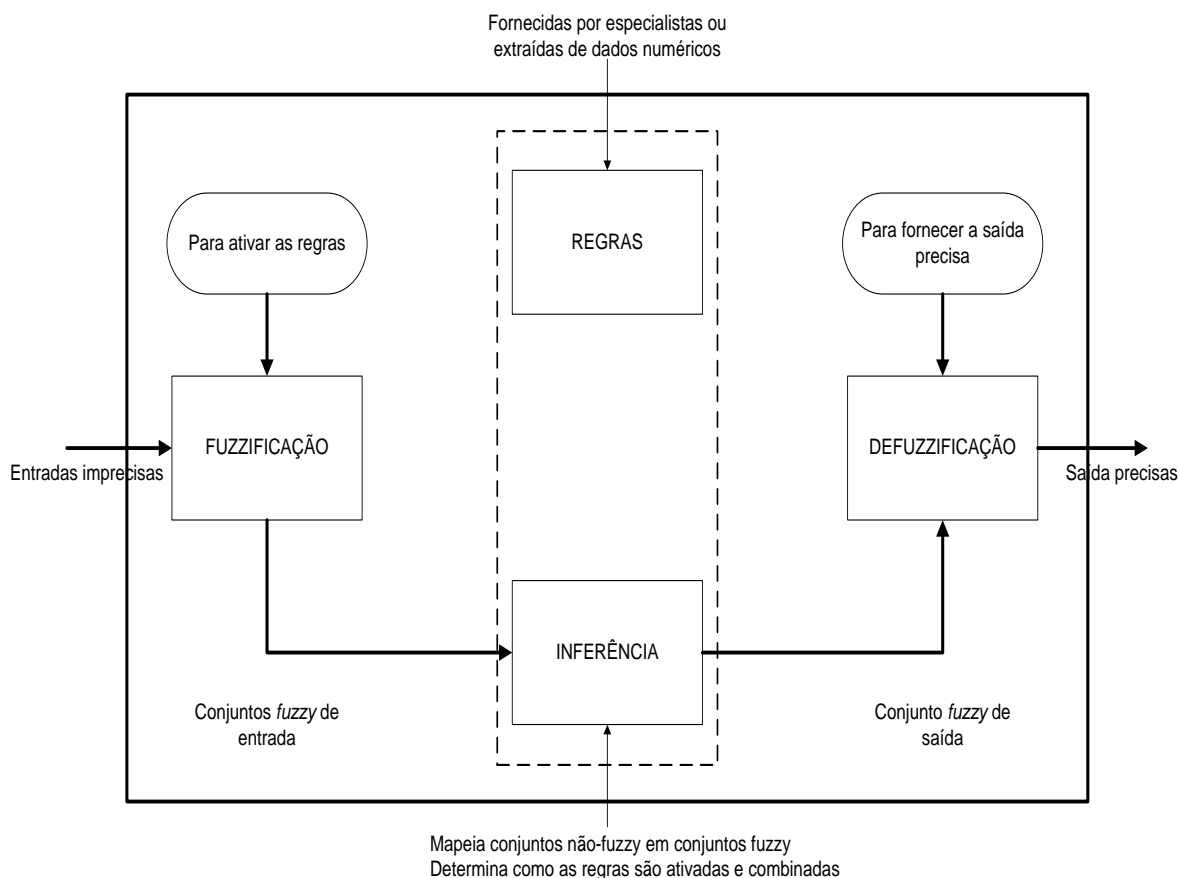 Fornecidas por especialistas ou
extraídas de dados numéricos
Para ativar as regras
REGRAS
Para fornecer a saída
precisa
FUZZIFICAÇÃO
DEFUZZIFICAÇÃO
Entradas imprecisas
Saída precisas
INFERÊNCIA
Conjuntos fuzzy de
entrada
Conjunto fuzzy de
saída
Mapeia conjuntos não-fuzzy em conjuntos fuzzy
Determina como as regras são ativadas e combinadas